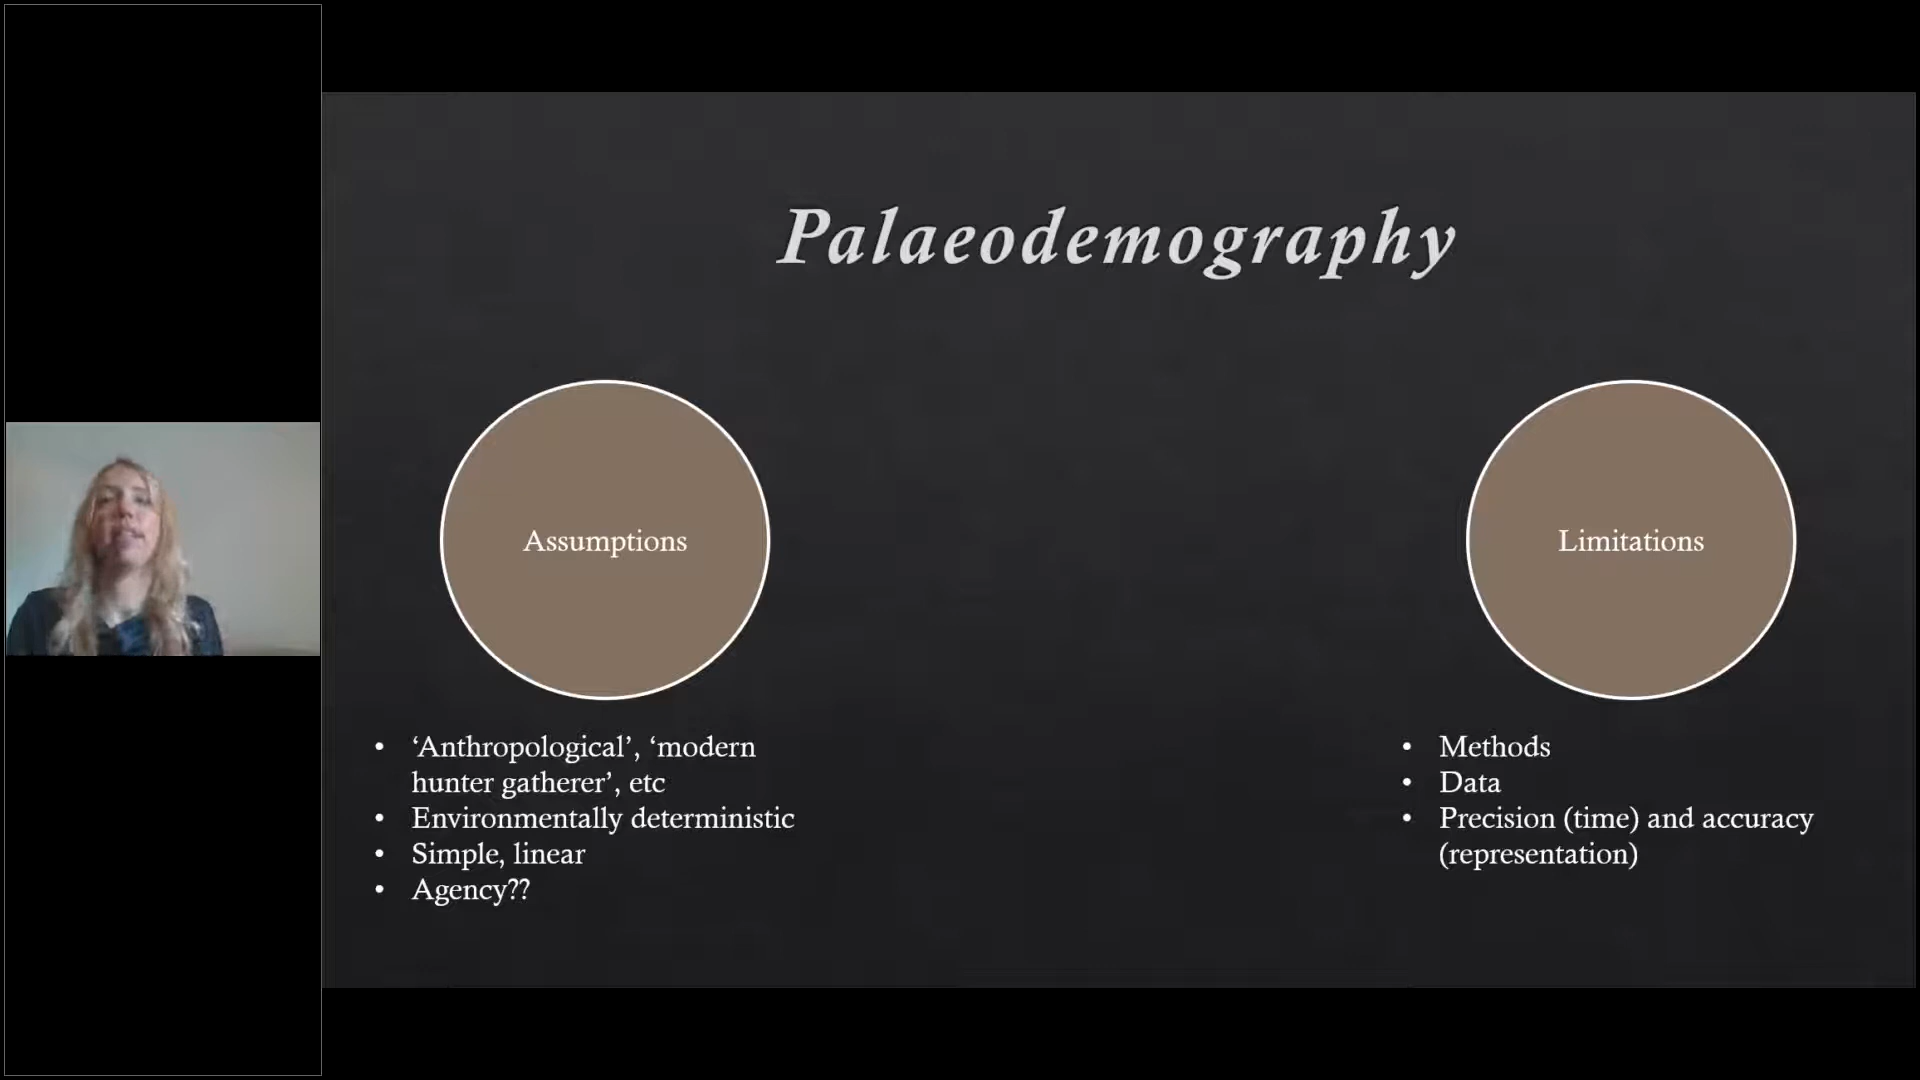 Palaeodemography
Assumptions
Limitations
• ‘Anthropological’, ‘modern
hunter gatherer’, etc
• Environmentally deterministic
• Simple, linear
• Agency??
• Methods
• Data
• Precision (time) and accuracy
(representation)